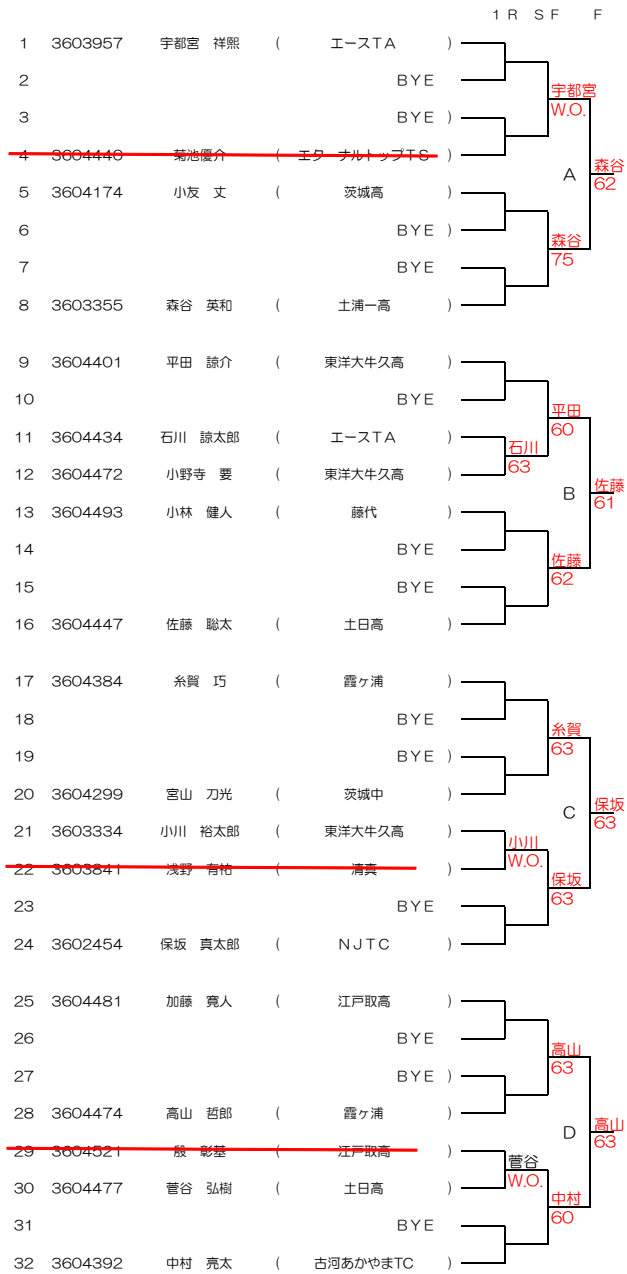 1R SF F
1 3603957 宇都宮 祥熙 ( エースTA )
2 BYE
宇都宮
3 BYE )
W.O.
4 3604440 菊池優介 ( エターナルトップTS )
森谷
A
62
5 3604174 小友 丈 ( 茨城高 )
6 BYE )
森谷
7 BYE
75
8 3603355 森谷 英和 ( 土浦一高 )
9 3604401 平田 諒介 ( 東洋大牛久高 )
10 BYE
平田
60
11 3604434 石川 諒太郎 ( エースTA )
石川
63
12 3604472 小野寺 要 ( 東洋大牛久高 )
佐藤
B
61
13 3604493 小林 健人 ( 藤代 )
14 BYE
佐藤
62
15 BYE
16 3604447 佐藤 聡太 ( 土日高 )
17 3604384 糸賀 巧 ( 霞ヶ浦 )
18 BYE
糸賀
63
19 BYE )
20 3604299 宮山 刀光 ( 茨城中 )
保坂
C
63
21 3603334 小川 裕太郎 ( 東洋大牛久高 )
小川
W.O.
22 3603841 浅野 有祐 ( 清真 )
保坂
63
23 BYE
24 3602454 保坂 真太郎 ( NJTC )
25 3604481 加藤 寛人 ( 江戸取高 )
26 BYE
高山
63
27 BYE )
28 3604474 高山 哲郎 ( 霞ヶ浦 )
高山
D
63
29 3604521 殷 彰基 ( 江戸取高 )
菅谷
W.O.
30 3604477 菅谷 弘樹 ( 土日高 )
中村
60
31 BYE
32 3604392 中村 亮太 ( 古河あかやまTC )